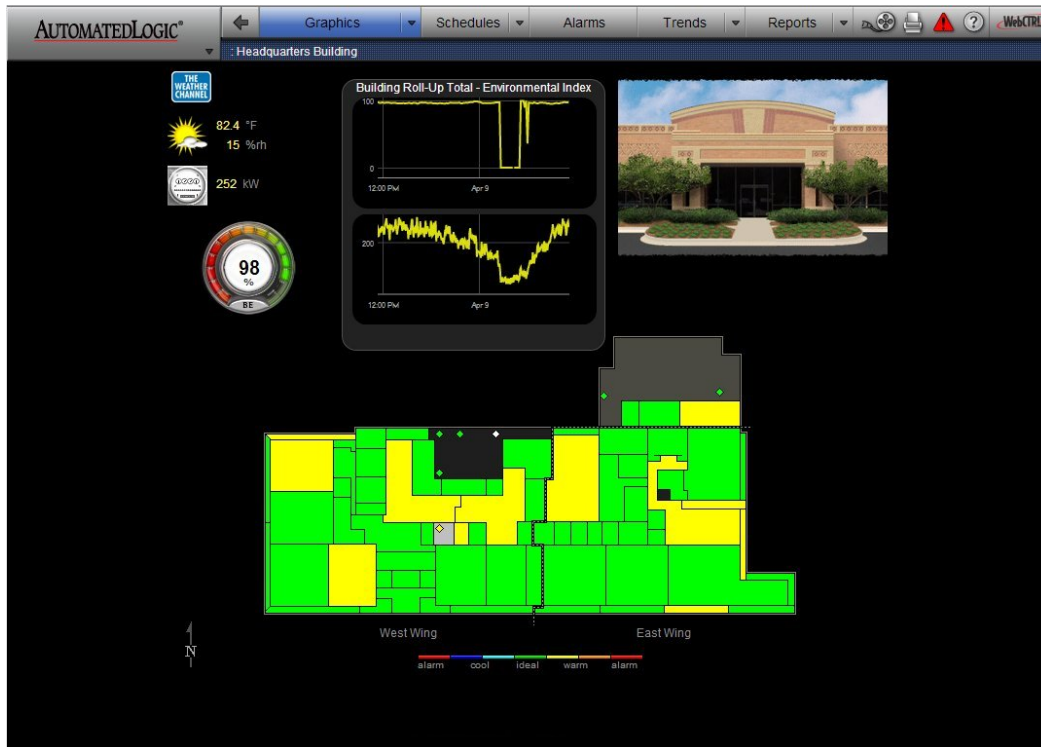 AUTOMATEDLOGIC®
Graphics
Schedules
Alarms
Trends
Reports
?
WebCTRL
: Headquarters Building
THE
WEATHER
CHANNEL
82.4 °F
15 %rh
252 kW
98
%
BE
Building Roll-Up Total - Environmental Index
100
0
12:00 PM Apr 9
200
12:00 PM Apr 9
West Wing East Wing
N
alarm cool ideal warm alarm